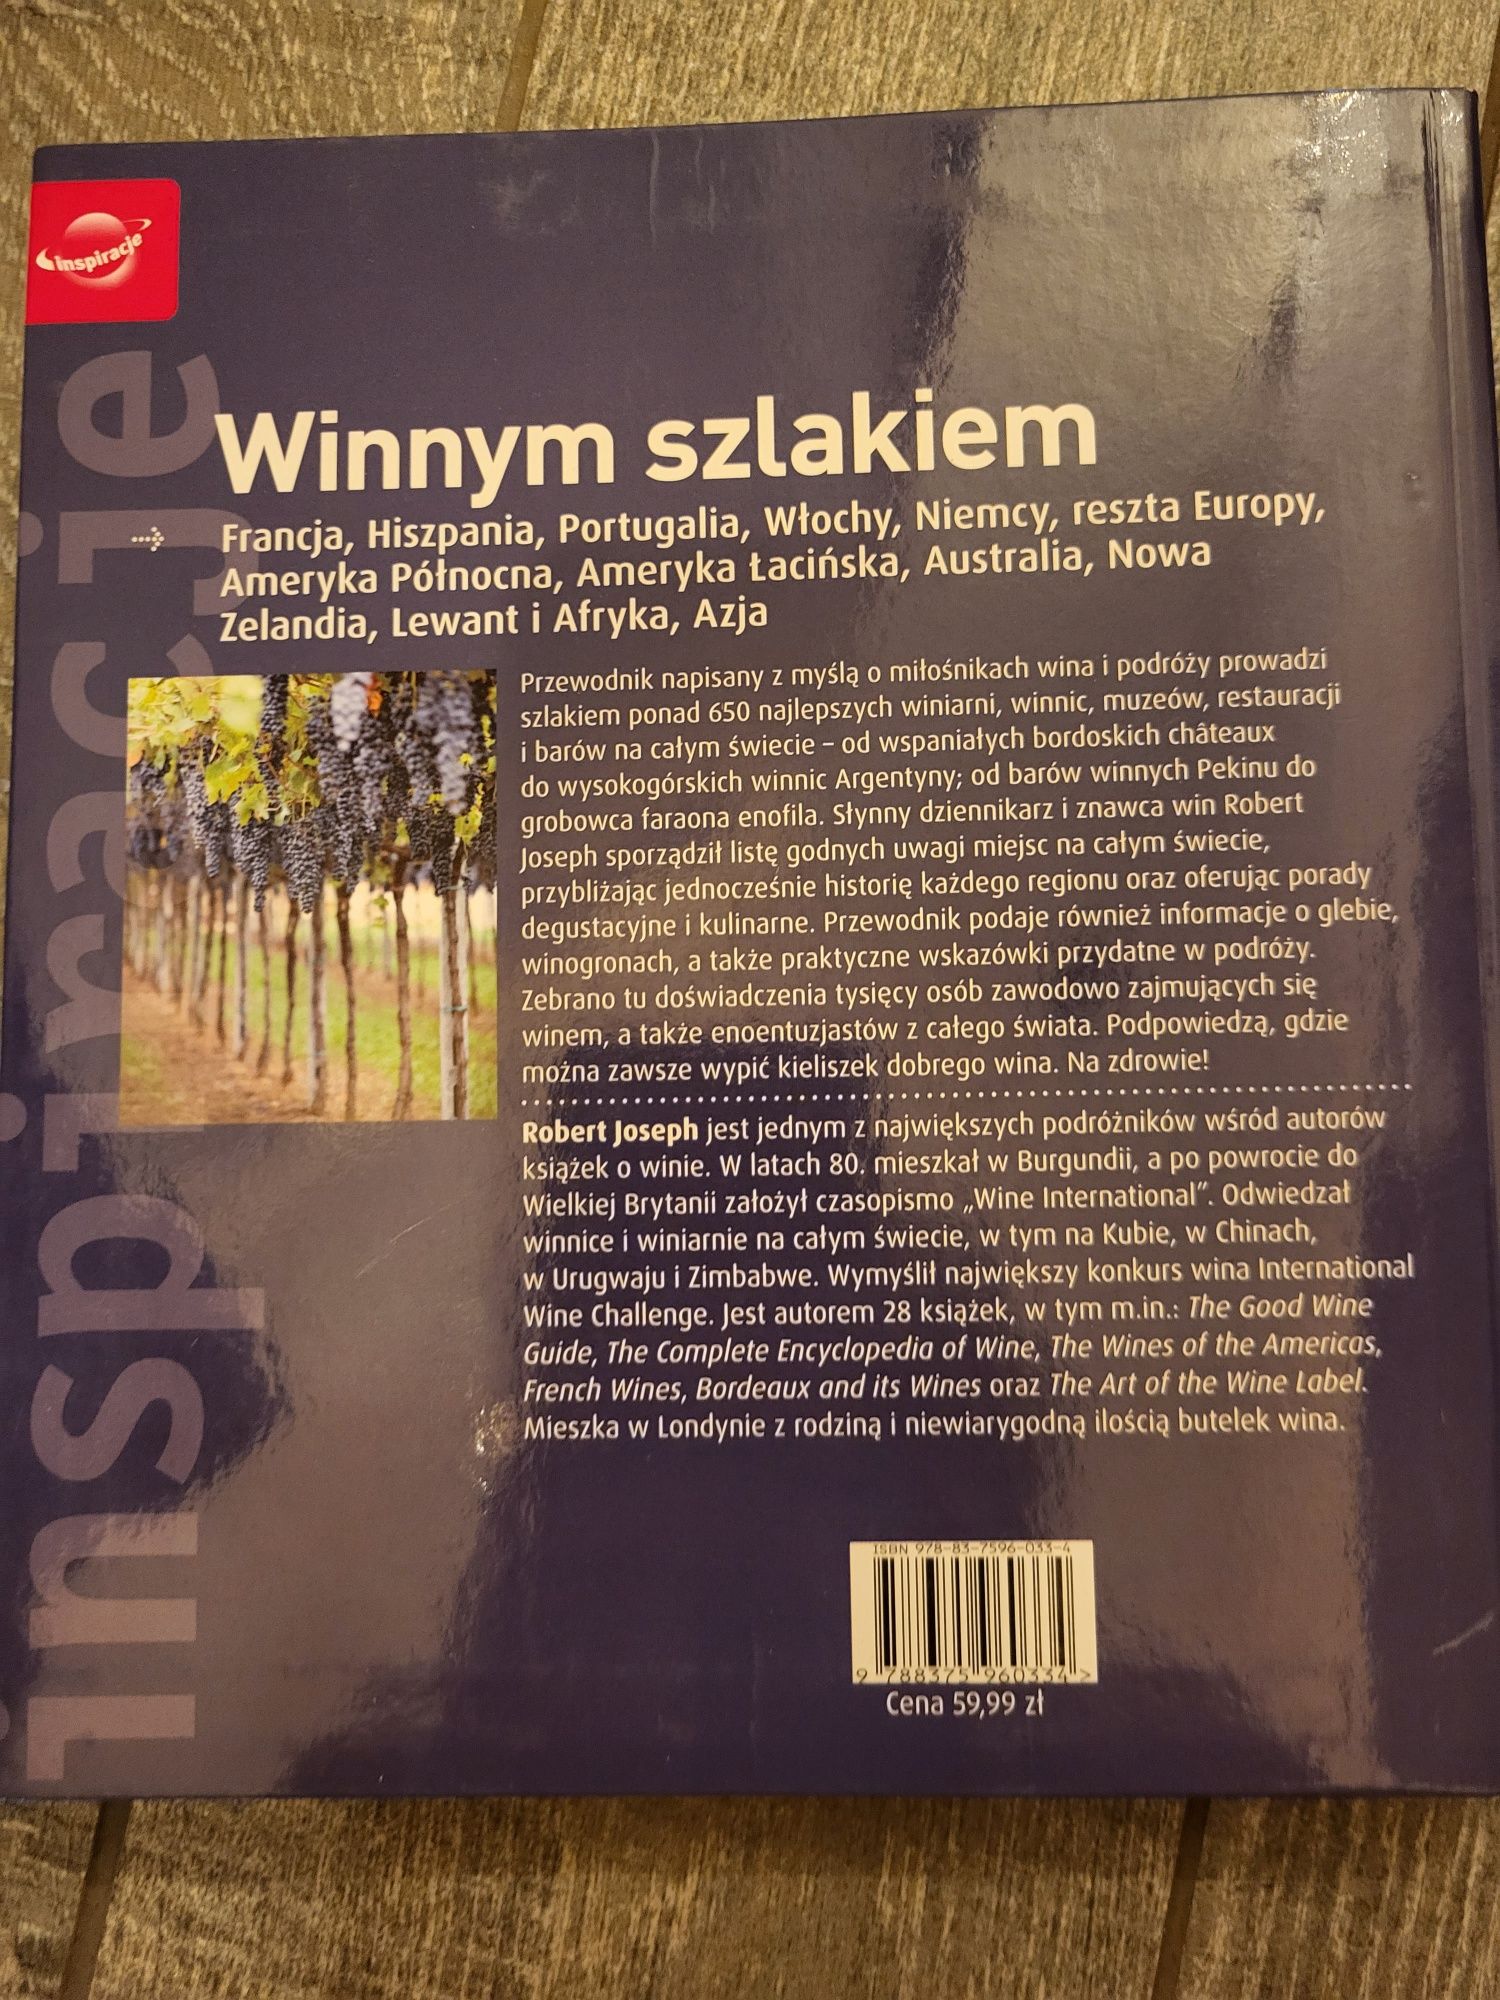 inspiracje
inspiracje
Winnym szlakiem
Francja, Hiszpania, Portugalia, Włochy, Niemcy, reszta Europy,
Ameryka Północna, Ameryka Łacińska, Australia, Nowa
Zelandia, Lewant i Afryka, Azja
Przewodnik napisany z myślą o miłośnikach wina i podróży prowadzi
szlakiem ponad 650 najlepszych winiarni, winnic, muzeów, restauracji
i barów na całym świecie – od wspaniałych bordoskich châteaux
do wysokogórskich winnic Argentyny; od barów winnych Pekinu do
grobowca faraona enofila. Słynny dziennikarz i znawca win Robert
Joseph sporządził listę godnych uwagi miejsc na całym świecie,
przybliżając jednocześnie historię każdego regionu oraz oferując porady
degustacyjne i kulinarne. Przewodnik podaje również informacje o glebie,
winogronach, a także praktyczne wskazówki przydatne w podróży.
Zebrano tu doświadczenia tysięcy osób zawodowo zajmujących się
winem, a także enoentuzjastów z całego świata. Podpowiedzą, gdzie
można zawsze wypić kieliszek dobrego wina. Na zdrowie!
Robert Joseph jest jednym z największych podróżników wśród autorów
książek o winie. W latach 80. mieszkał w Burgundii, a po powrocie do
Wielkiej Brytanii założył czasopismo „Wine International”. Odwiedzał
winnice i winiarnie na całym świecie, w tym na Kubie, w Chinach,
w Urugwaju i Zimbabwe. Wymyślił największy konkurs wina International
Wine Challenge. Jest autorem 28 książek, w tym m.in.: The Good Wine
Guide, The Complete Encyclopedia of Wine, The Wines of the Americas,
French Wines, Bordeaux and its Wines oraz The Art of the Wine Label.
Mieszka w Londynie z rodziną i niewiarygodną ilością butelek wina.
ISBN 978-83-7596-033-4
9 788375 960334 >
Cena 59,99 zł